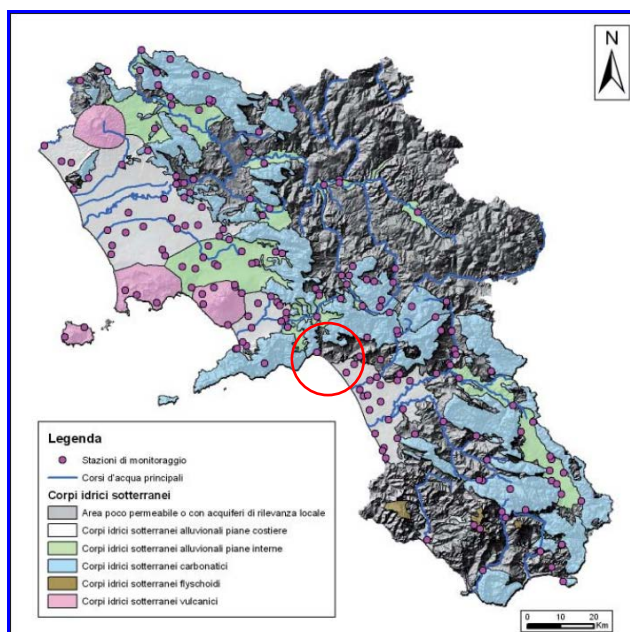 N
Legenda
Stazioni di monitoraggio
Corsi d'acqua principali
Corpi idrici sotterranei
Area poco permeabile o con acquiferi di rilevanza locale
Corpi idrici sotterranei alluvionali piane costiere
Corpi idrici sotterranei alluvionali piane interne
Corpi idrici sotterranei carbonatici
Corpi idrici sotterranei flyschoidi
Corpi idrici sotterranei vulcanici
0 10 20
Km